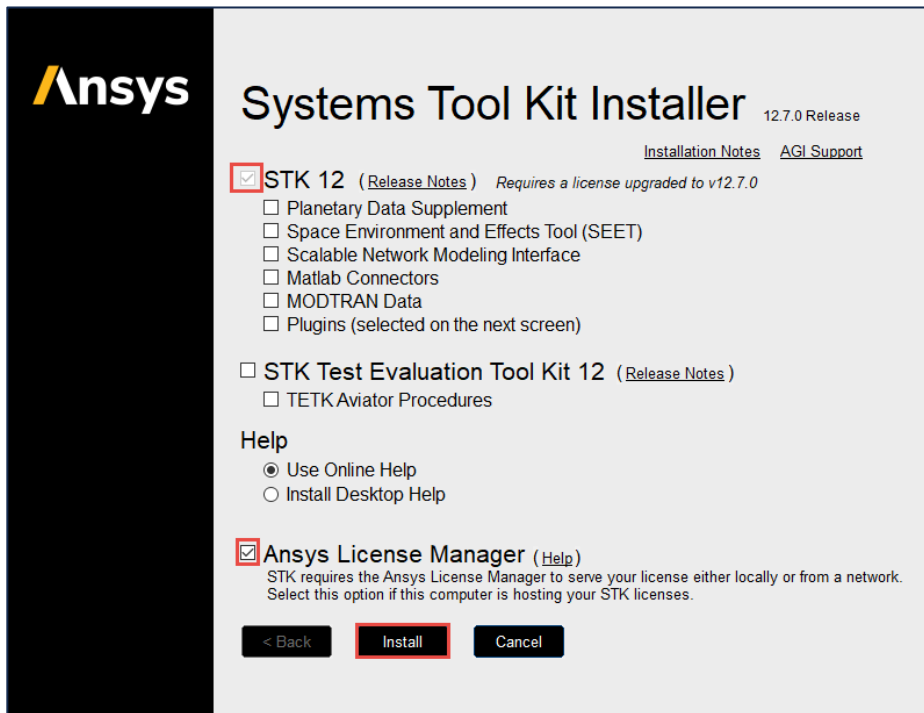 Ansys
Systems Tool Kit Installer 12.7.0 Release
Installation Notes AGI Support
STK 12 (Release Notes) Requires a license upgraded to v12.7.0
Planetary Data Supplement
Space Environment and Effects Tool (SEET)
Scalable Network Modeling Interface
Matlab Connectors
MODTRAN Data
Plugins (selected on the next screen)
STK Test Evaluation Tool Kit 12 (Release Notes)
TETK Aviator Procedures
Help
Use Online Help
Install Desktop Help
Ansys License Manager (Help)
STK requires the Ansys License Manager to serve your license either locally or from a network.
Select this option if this computer is hosting your STK licenses.
< Back Install Cancel